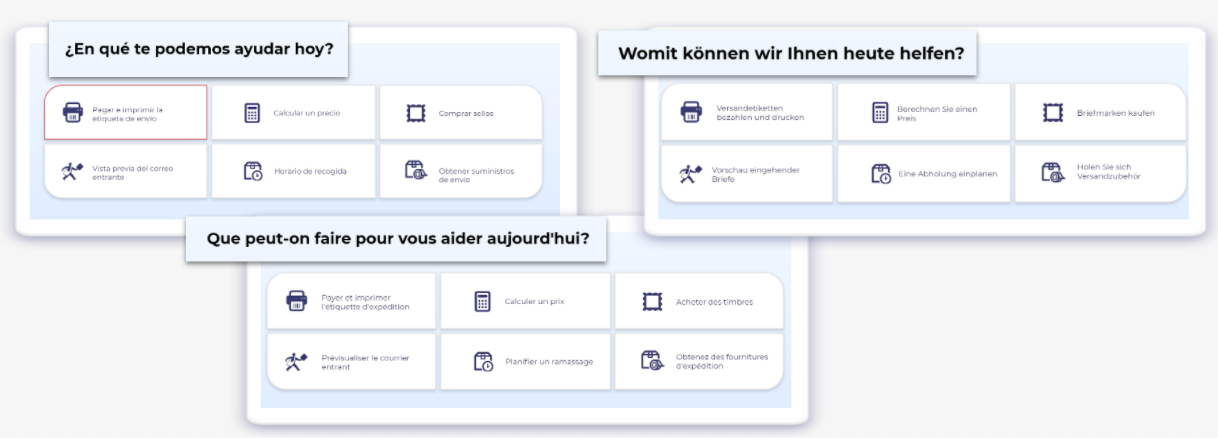 ¿En qué te podemos ayudar hoy?
Pagar e imprimir la
etiqueta de envío
Calcular un precio
Comprar sellos
Vista previa del correo
entrante
Horario de recogida
Obtener suministros
de envío
Womit können wir Ihnen heute helfen?
Versandetiketten
bezahlen und drucken
Berechnen Sie einen
Preis
Briefmarken kaufen
Vorschau eingehender
Briefe
Eine Abholung einplanen
Holen Sie sich
Versandzubehör
Que peut-on faire pour vous aider aujourd'hui?
Payer et imprimer
l'étiquette d'expédition
Calculer un prix
Acheter des timbres
Prévisualiser le courrier
entrant
Planifier un ramassage
Obtenez des fournitures
d'expédition